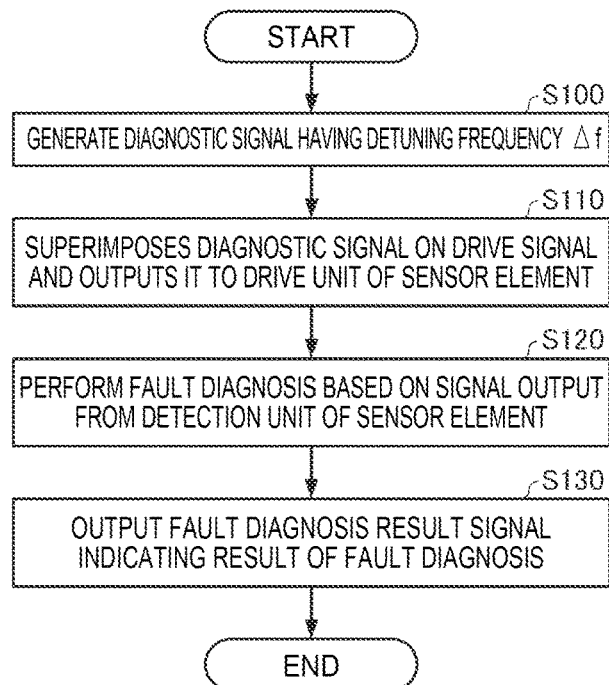 START
S100
GENERATE DIAGNOSTIC SIGNAL HAVING DETUNING FREQUENCY Δf
S110
SUPERIMPOSES DIAGNOSTIC SIGNAL ON DRIVE SIGNAL
AND OUTPUTS IT TO DRIVE UNIT OF SENSOR ELEMENT
S120
PERFORM FAULT DIAGNOSIS BASED ON SIGNAL OUTPUT
FROM DETECTION UNIT OF SENSOR ELEMENT
S130
OUTPUT FAULT DIAGNOSIS RESULT SIGNAL
INDICATING RESULT OF FAULT DIAGNOSIS
END